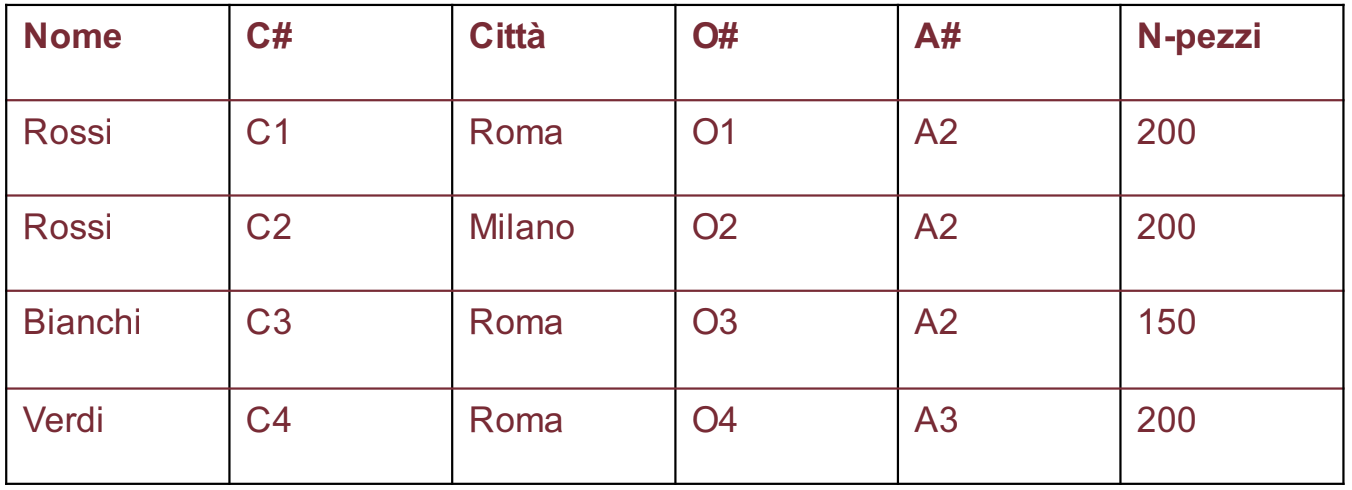 Nome C# Città O# A# N-pezzi
Rossi C1 Roma O1 A2 200
Rossi C2 Milano O2 A2 200
Bianchi C3 Roma O3 A2 150
Verdi C4 Roma O4 A3 200